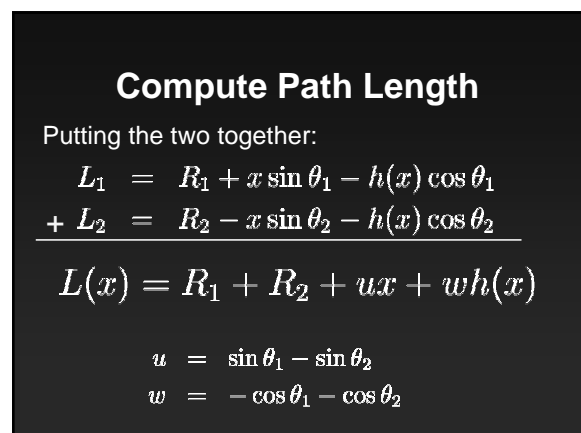 Compute Path Length
Putting the two together:
L₁ = R₁ + x sin θ₁ − h(x) cos θ₁
+ L₂ = R₂ − x sin θ₂ − h(x) cos θ₂
L(x) = R₁ + R₂ + ux + wh(x)
u = sin θ₁ − sin θ₂
w = − cos θ₁ − cos θ₂